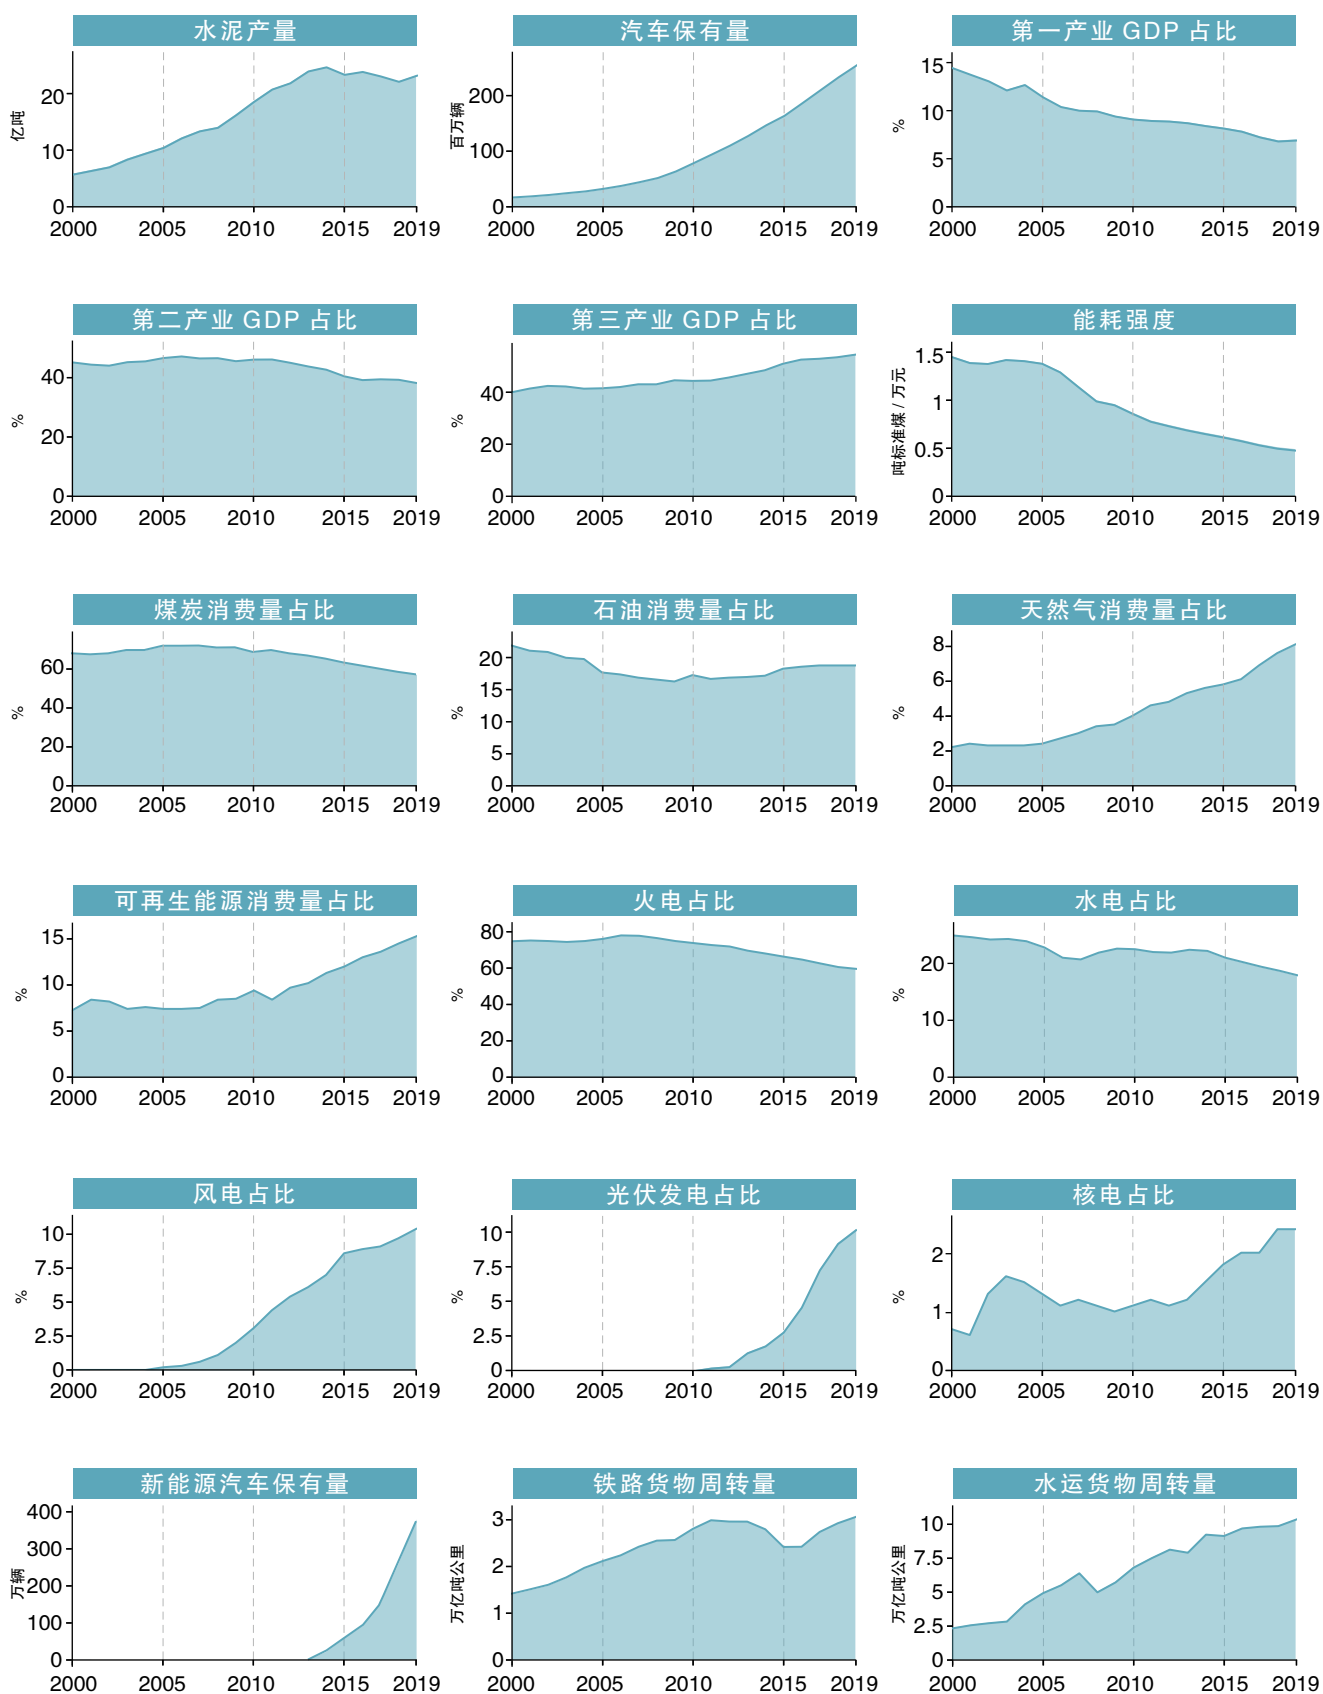 水泥产量
亿吨
20
10
0
2000 2005 2010 2015 2019
汽车保有量
百万辆
200
100
0
2000 2005 2010 2015 2019
第一产业 GDP 占比
%
15
10
5
0
2000 2005 2010 2015 2019
第二产业 GDP 占比
%
40
20
0
2000 2005 2010 2015 2019
第三产业 GDP 占比
%
40
20
0
2000 2005 2010 2015 2019
能耗强度
吨标准煤 / 万元
1.5
1
0.5
0
2000 2005 2010 2015 2019
煤炭消费量占比
%
60
40
20
0
2000 2005 2010 2015 2019
石油消费量占比
%
20
15
10
5
0
2000 2005 2010 2015 2019
天然气消费量占比
%
8
6
4
2
0
2000 2005 2010 2015 2019
可再生能源消费量占比
%
15
10
5
0
2000 2005 2010 2015 2019
火电占比
%
80
60
40
20
0
2000 2005 2010 2015 2019
水电占比
%
20
10
0
2000 2005 2010 2015 2019
风电占比
%
10
7.5
5
2.5
0
2000 2005 2010 2015 2019
光伏发电占比
%
10
7.5
5
2.5
0
2000 2005 2010 2015 2019
核电占比
%
2
1
0
2000 2005 2010 2015 2019
新能源汽车保有量
万辆
400
300
200
100
0
2000 2005 2010 2015 2019
铁路货物周转量
万亿吨公里
3
2
1
0
2000 2005 2010 2015 2019
水运货物周转量
万亿吨公里
10
7.5
5
2.5
0
2000 2005 2010 2015 2019